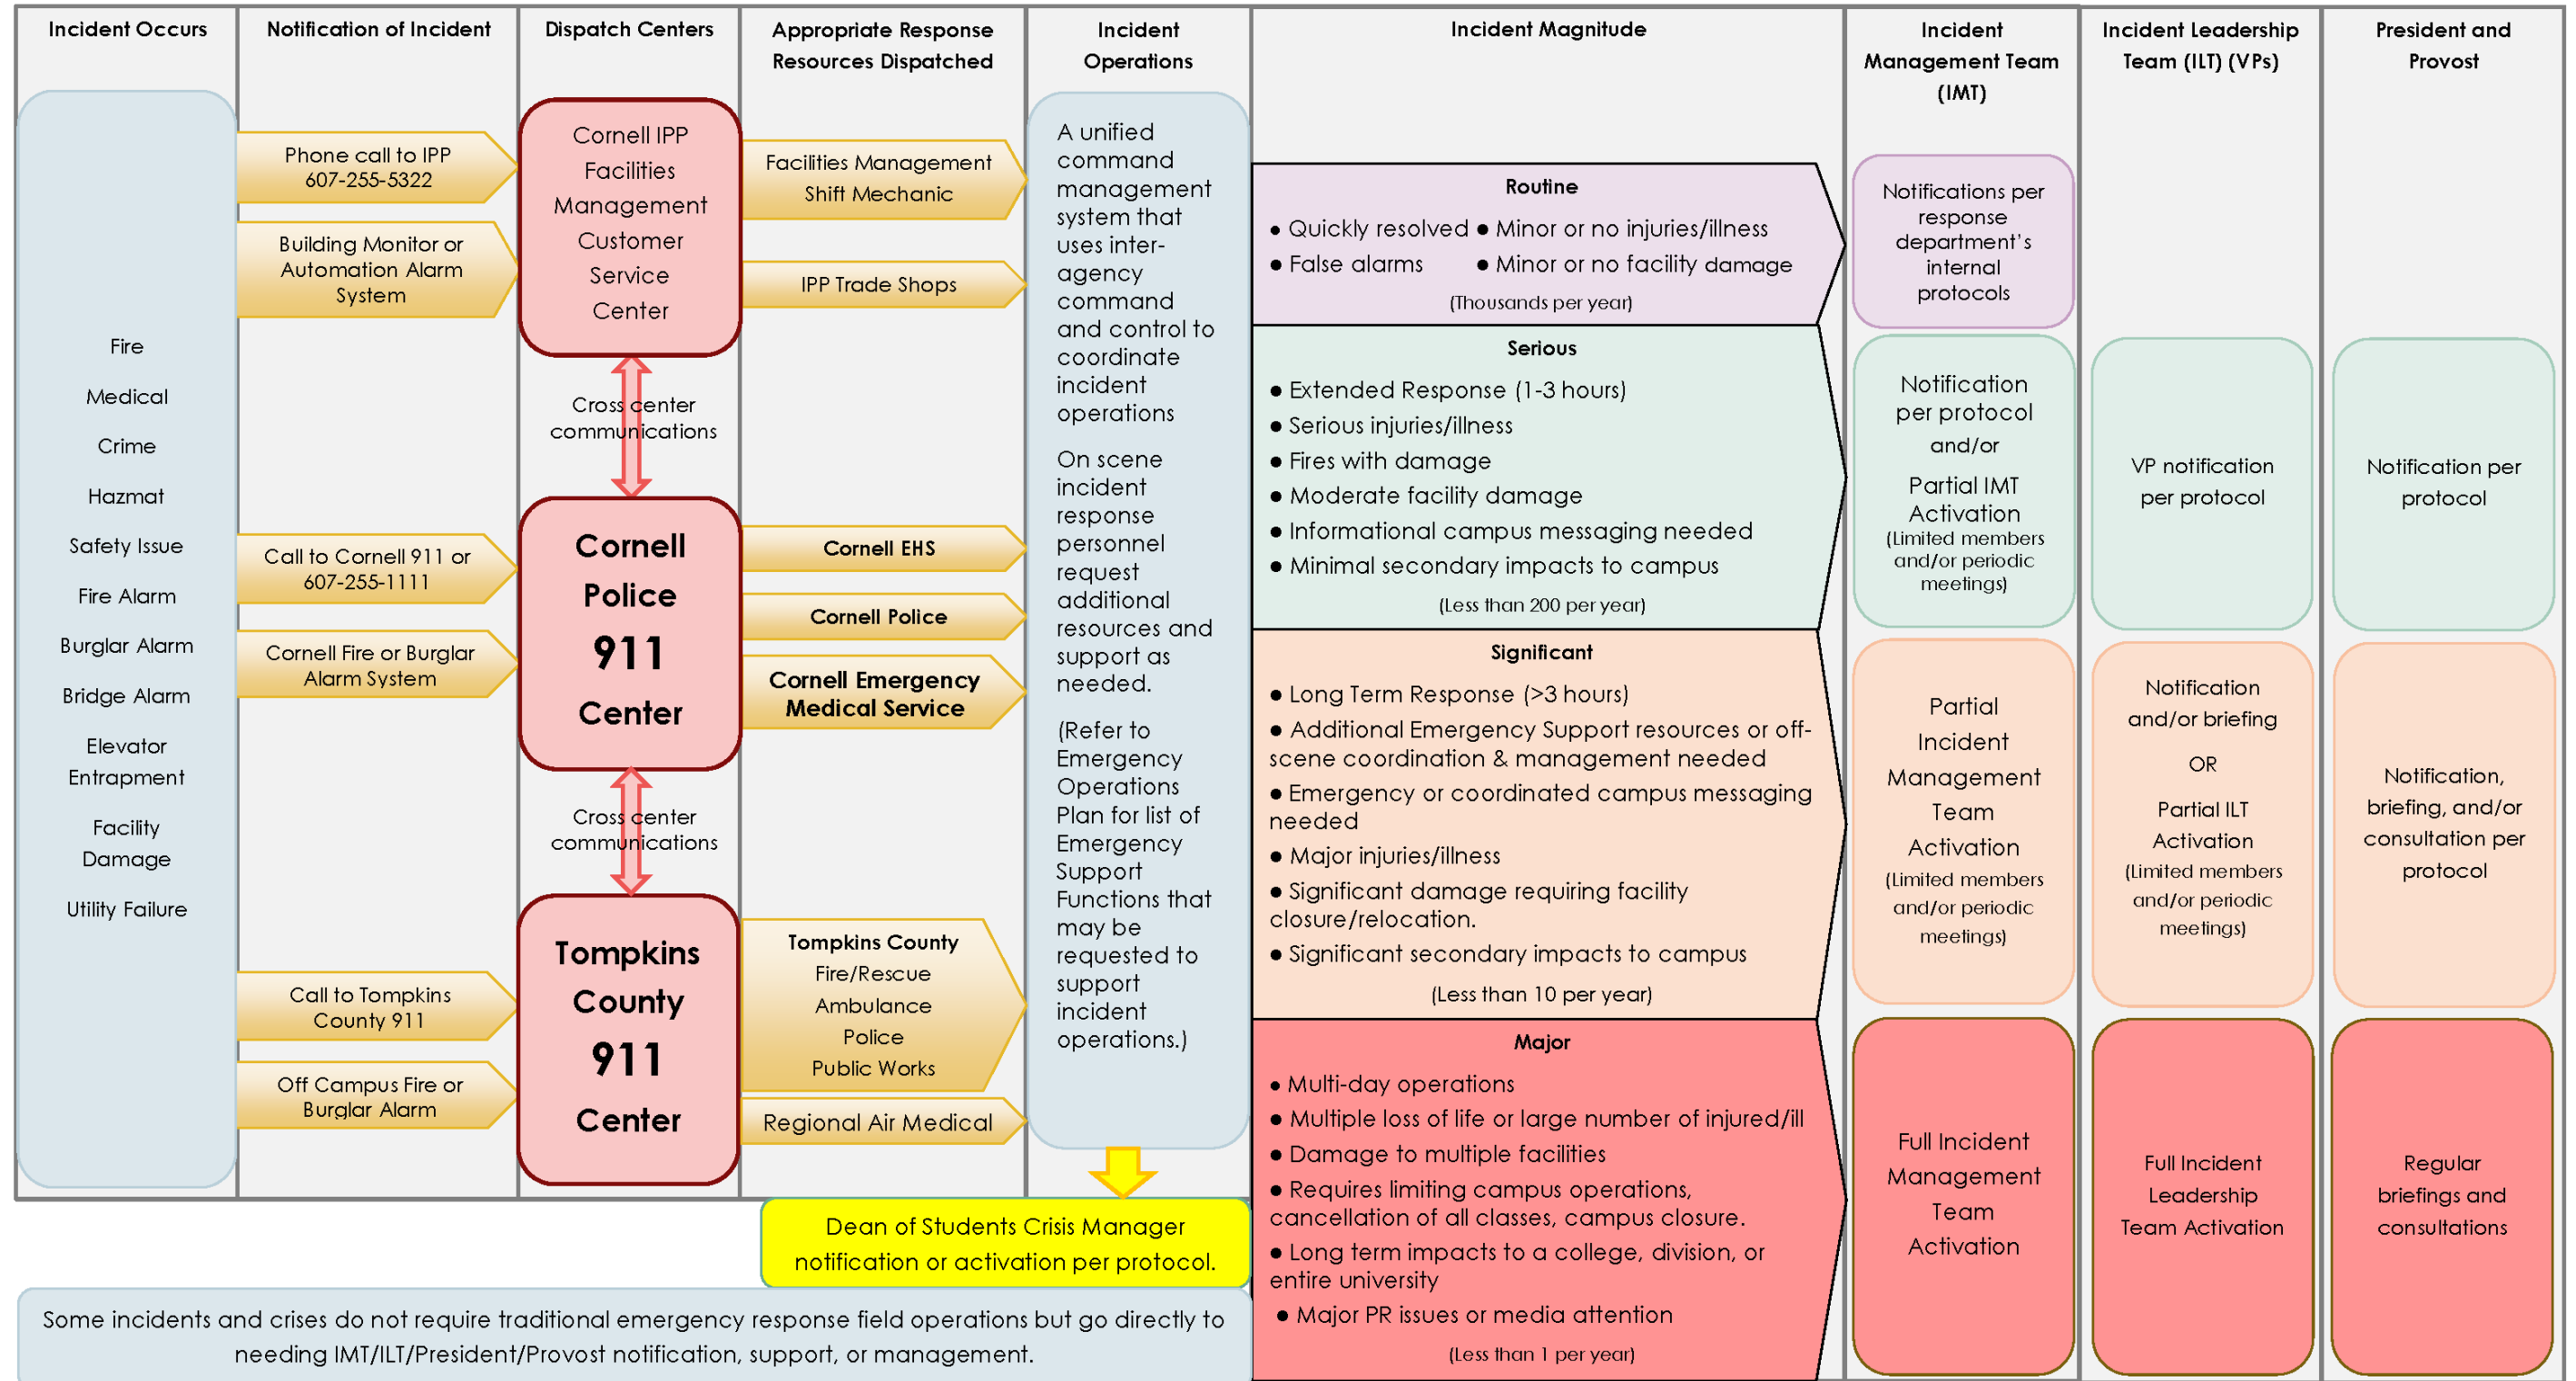 Incident Occurs
Notification of Incident
Dispatch Centers
Appropriate Response
Resources Dispatched
Incident
Operations
Incident Magnitude
Incident
Management Team
(IMT)
Incident Leadership
Team (ILT) (VPs)
President and
Provost
Fire
Medical
Crime
Hazmat
Safety Issue
Fire Alarm
Burglar Alarm
Bridge Alarm
Elevator
Entrapment
Facility
Damage
Utility Failure
Phone call to IPP
607-255-5322
Building Monitor or
Automation Alarm
System
Call to Cornell 911 or
607-255-1111
Cornell Fire or Burglar
Alarm System
Call to Tompkins
County 911
Off Campus Fire or
Burglar Alarm
Cornell IPP
Facilities
Management
Customer
Service
Center
Cross center
communications
Cornell
Police
911
Center
Cross center
communications
Tompkins
County
911
Center
Facilities Management
Shift Mechanic
IPP Trade Shops
Cornell EHS
Cornell Police
Cornell Emergency
Medical Service
Tompkins County
Fire/Rescue
Ambulance
Police
Public Works
Regional Air Medical
A unified
command
management
system that
uses inter-
agency
command
and control to
coordinate
incident
operations
On scene
incident
response
personnel
request
additional
resources and
support as
needed.
(Refer to
Emergency
Operations
Plan for list of
Emergency
Support
Functions that
may be
requested to
support
incident
operations.)
Dean of Students Crisis Manager
notification or activation per protocol.
Some incidents and crises do not require traditional emergency response field operations but go directly to
needing IMT/ILT/President/Provost notification, support, or management.
Routine
● Quickly resolved ● Minor or no injuries/illness
● False alarms ● Minor or no facility damage
(Thousands per year)
Serious
● Extended Response (1-3 hours)
● Serious injuries/illness
● Fires with damage
● Moderate facility damage
● Informational campus messaging needed
● Minimal secondary impacts to campus
(Less than 200 per year)
Significant
● Long Term Response (>3 hours)
● Additional Emergency Support resources or off-
scene coordination & management needed
● Emergency or coordinated campus messaging
needed
● Major injuries/illness
● Significant damage requiring facility
closure/relocation.
● Significant secondary impacts to campus
(Less than 10 per year)
Major
● Multi-day operations
● Multiple loss of life or large number of injured/ill
● Damage to multiple facilities
● Requires limiting campus operations,
cancellation of all classes, campus closure.
● Long term impacts to a college, division, or
entire university
● Major PR issues or media attention
(Less than 1 per year)
Notifications per
response
department's
internal
protocols
Notification
per protocol
and/or
Partial IMT
Activation
(Limited members
and/or periodic
meetings)
Partial
Incident
Management
Team
Activation
(Limited members
and/or periodic
meetings)
Full Incident
Management
Team
Activation
VP notification
per protocol
Notification
and/or briefing
OR
Partial ILT
Activation
(Limited members
and/or periodic
meetings)
Full Incident
Leadership
Team Activation
Notification per
protocol
Notification,
briefing, and/or
consultation per
protocol
Regular
briefings and
consultations